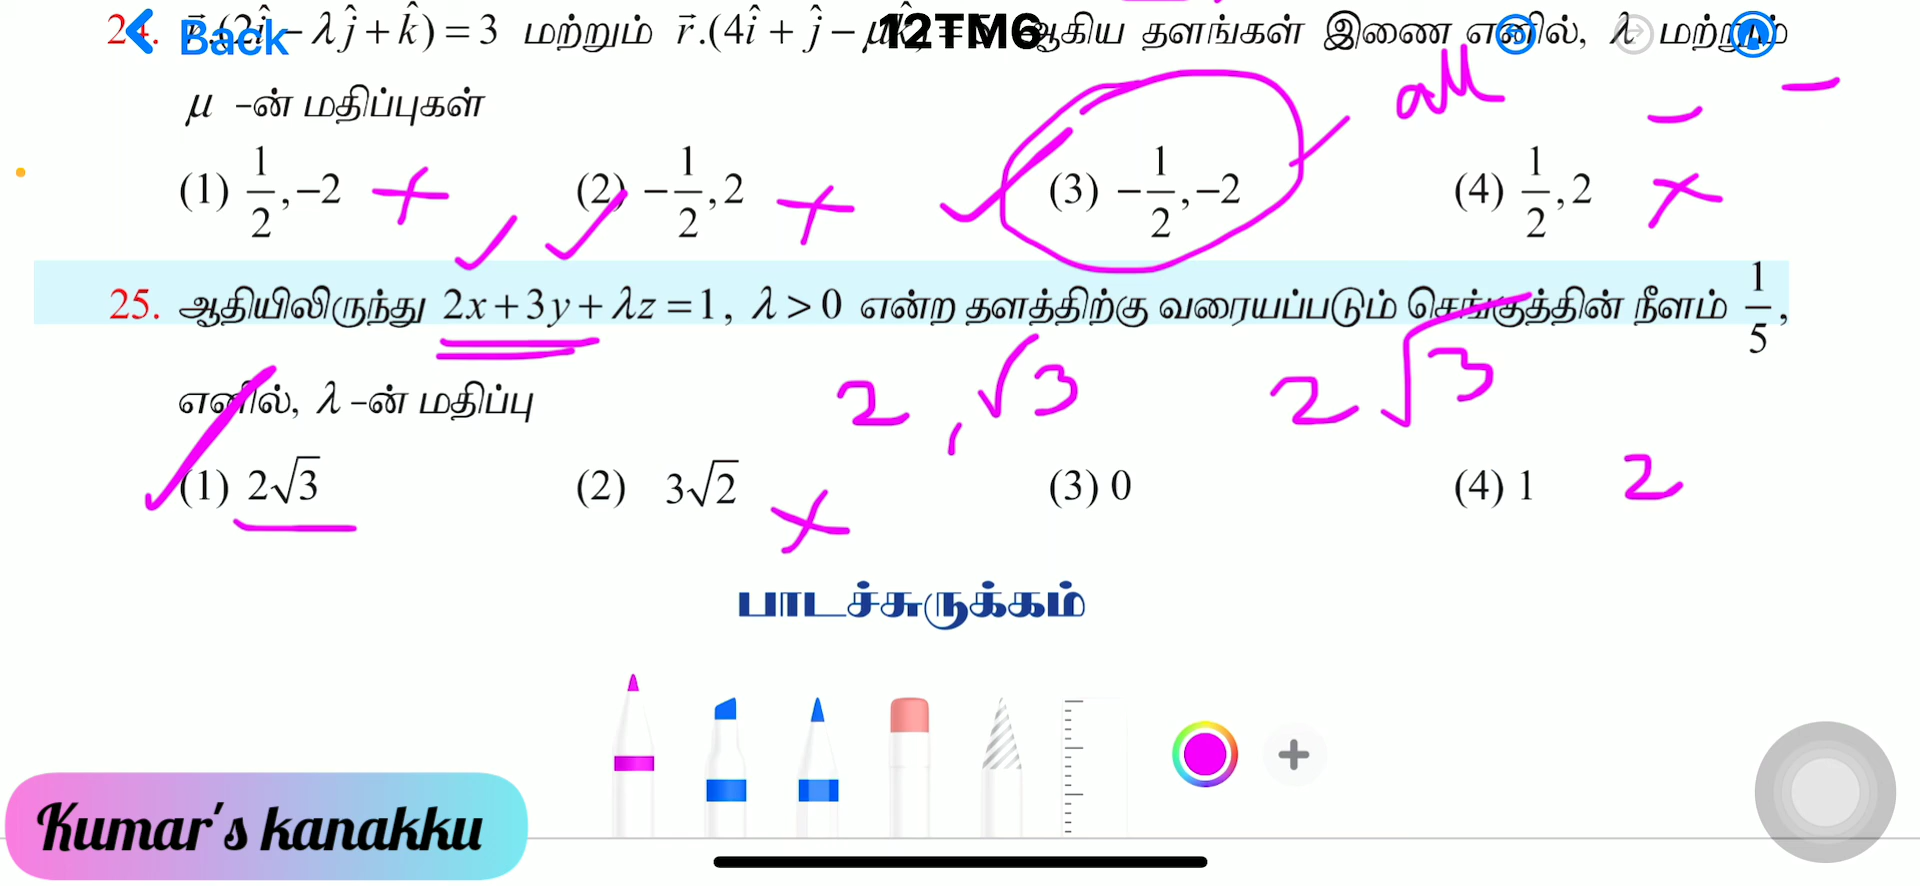 Back 12TM6
24. r⃗.(2î − λĵ + k̂) = 3 மற்றும் r⃗.(4î + ĵ − μk̂) = 5 ஆகிய தளங்கள் இணை எனில், λ மற்றும்
μ -ன் மதிப்புகள்
all
(1) 1/2, −2 (2) −1/2, 2 (3) −1/2, −2 (4) 1/2, 2
25. ஆதியிலிருந்து 2x + 3y + λz = 1, λ > 0 என்ற தளத்திற்கு வரையப்படும் செங்குத்தின் நீளம் 1/5,
எனில், λ -ன் மதிப்பு
2, √3 2√3
(1) 2√3 (2) 3√2 (3) 0 (4) 1 2
பாடச்சுருக்கம்
Kumar's kanakku